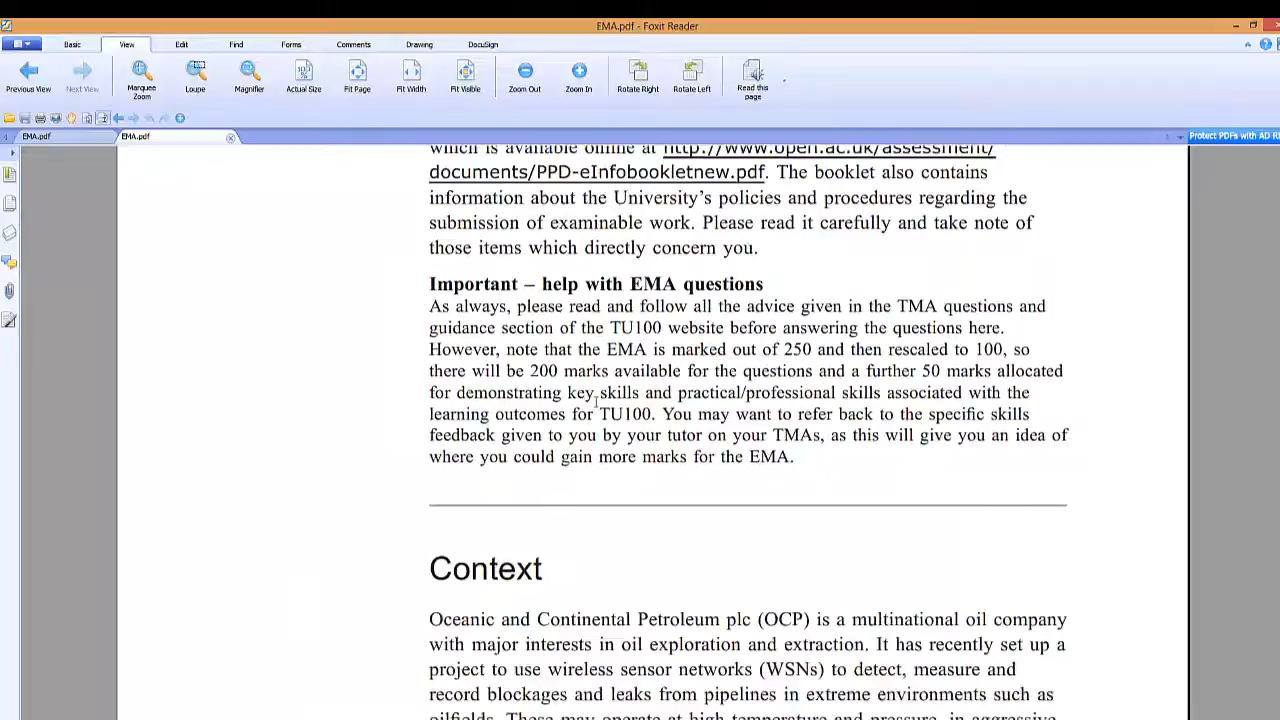 EMA.pdf - Foxit Reader
Basic View Edit Find Forms Comments Drawing DocuSign
Previous View Next View Marquee Zoom Loupe Magnifier Actual Size Fit Page Fit Width Fit Visible Zoom Out Zoom In Rotate Right Rotate Left Read this page
EMA.pdf EMA.pdf Protect PDFs with AD
which is available online at http://www.open.ac.uk/assessment/
documents/PPD-eInfobookletnew.pdf. The booklet also contains
information about the University's policies and procedures regarding the
submission of examinable work. Please read it carefully and take note of
those items which directly concern you.
Important – help with EMA questions
As always, please read and follow all the advice given in the TMA questions and
guidance section of the TU100 website before answering the questions here.
However, note that the EMA is marked out of 250 and then rescaled to 100, so
there will be 200 marks available for the questions and a further 50 marks allocated
for demonstrating key skills and practical/professional skills associated with the
learning outcomes for TU100. You may want to refer back to the specific skills
feedback given to you by your tutor on your TMAs, as this will give you an idea of
where you could gain more marks for the EMA.
Context
Oceanic and Continental Petroleum plc (OCP) is a multinational oil company
with major interests in oil exploration and extraction. It has recently set up a
project to use wireless sensor networks (WSNs) to detect, measure and
record blockages and leaks from pipelines in extreme environments such as
oilfields. These may operate at high temperature and pressure, in aggressive